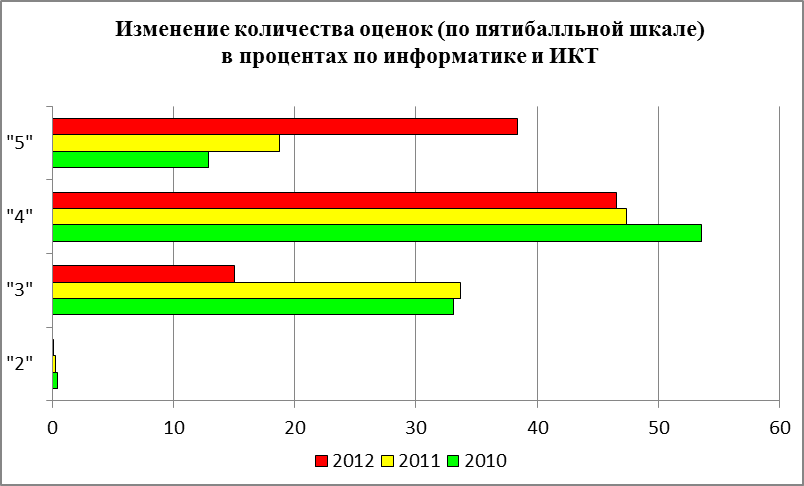 Изменение количества оценок (по пятибалльной шкале)
в процентах по информатике и ИКТ
"5"
"4"
"3"
"2"
0 10 20 30 40 50 60
2012 2011 2010